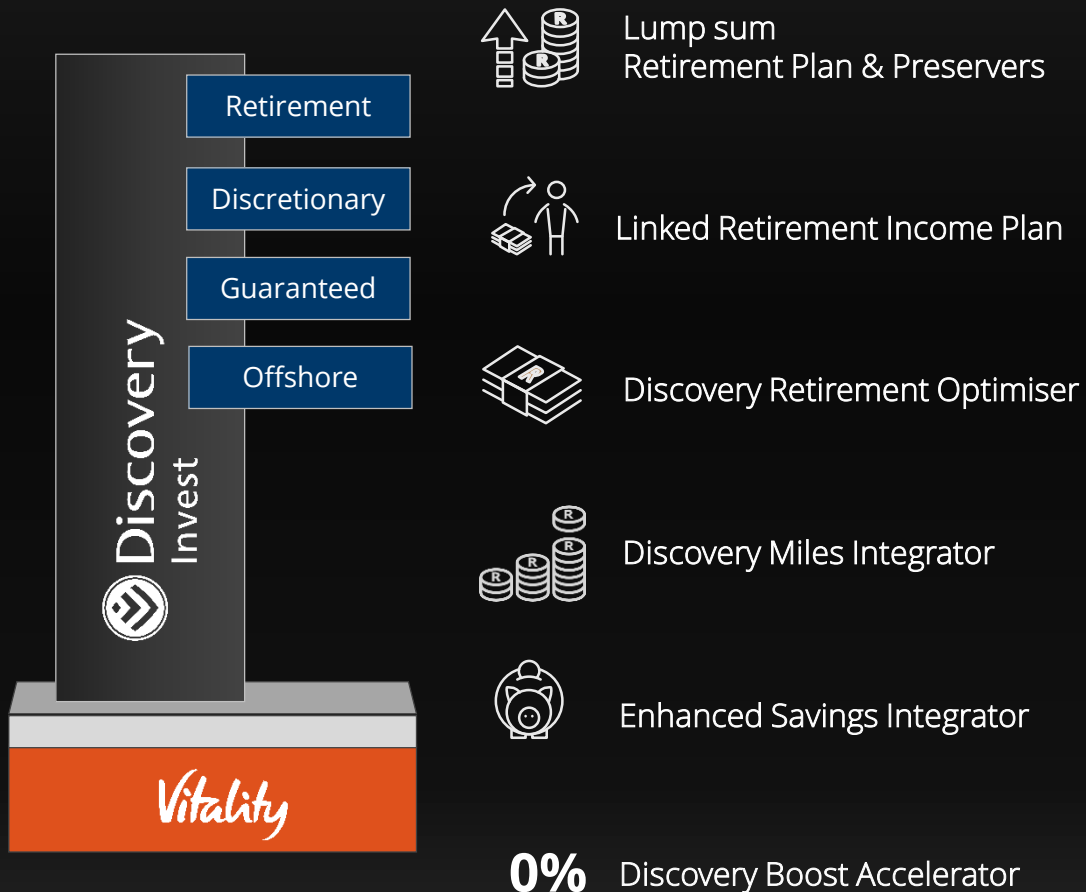 Retirement
Discretionary
Guaranteed
Offshore
Discovery
Invest
Vitality
R
R
Lump sum
Retirement Plan & Preservers
Linked Retirement Income Plan
R
Discovery Retirement Optimiser
R
R
R
R
Discovery Miles Integrator
Enhanced Savings Integrator
0% Discovery Boost Accelerator